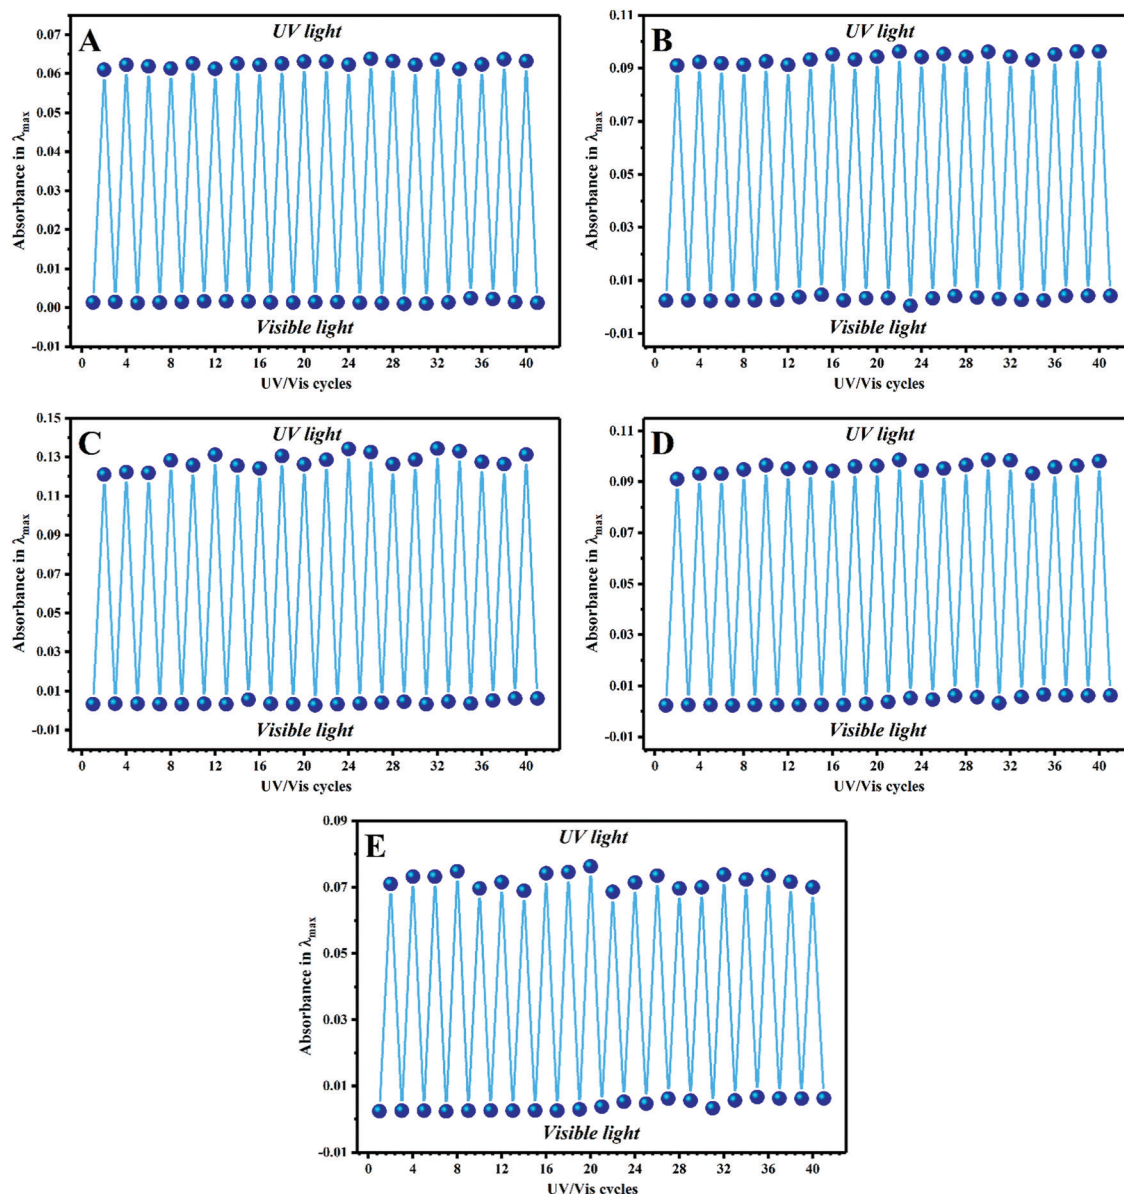 A
UV light
0.07
0.06
0.05
0.04
0.03
0.02
0.01
0.00
-0.01
Absorbance in λmax
Visible light
0 4 8 12 16 20 24 28 32 36 40
UV/Vis cycles
B
UV light
0.11
0.09
0.07
0.05
0.03
0.01
-0.01
Absorbance in λmax
Visible light
0 4 8 12 16 20 24 28 32 36 40
UV/Vis cycles
C
UV light
0.15
0.13
0.13
0.09
0.07
0.05
0.03
0.01
-0.01
Absorbance in λmax
Visible light
0 4 8 12 16 20 24 28 32 36 40
UV/Vis cycles
D
UV light
0.11
0.09
0.07
0.05
0.03
0.01
-0.01
Absorbance in λmax
Visible light
0 4 8 12 16 20 24 28 32 36 40
UV/Vis cycles
E
UV light
0.09
0.07
0.05
0.03
0.01
-0.01
Absorbance in λmax
Visible light
0 4 8 12 16 20 24 28 32 36 40
UV/Vis cycles